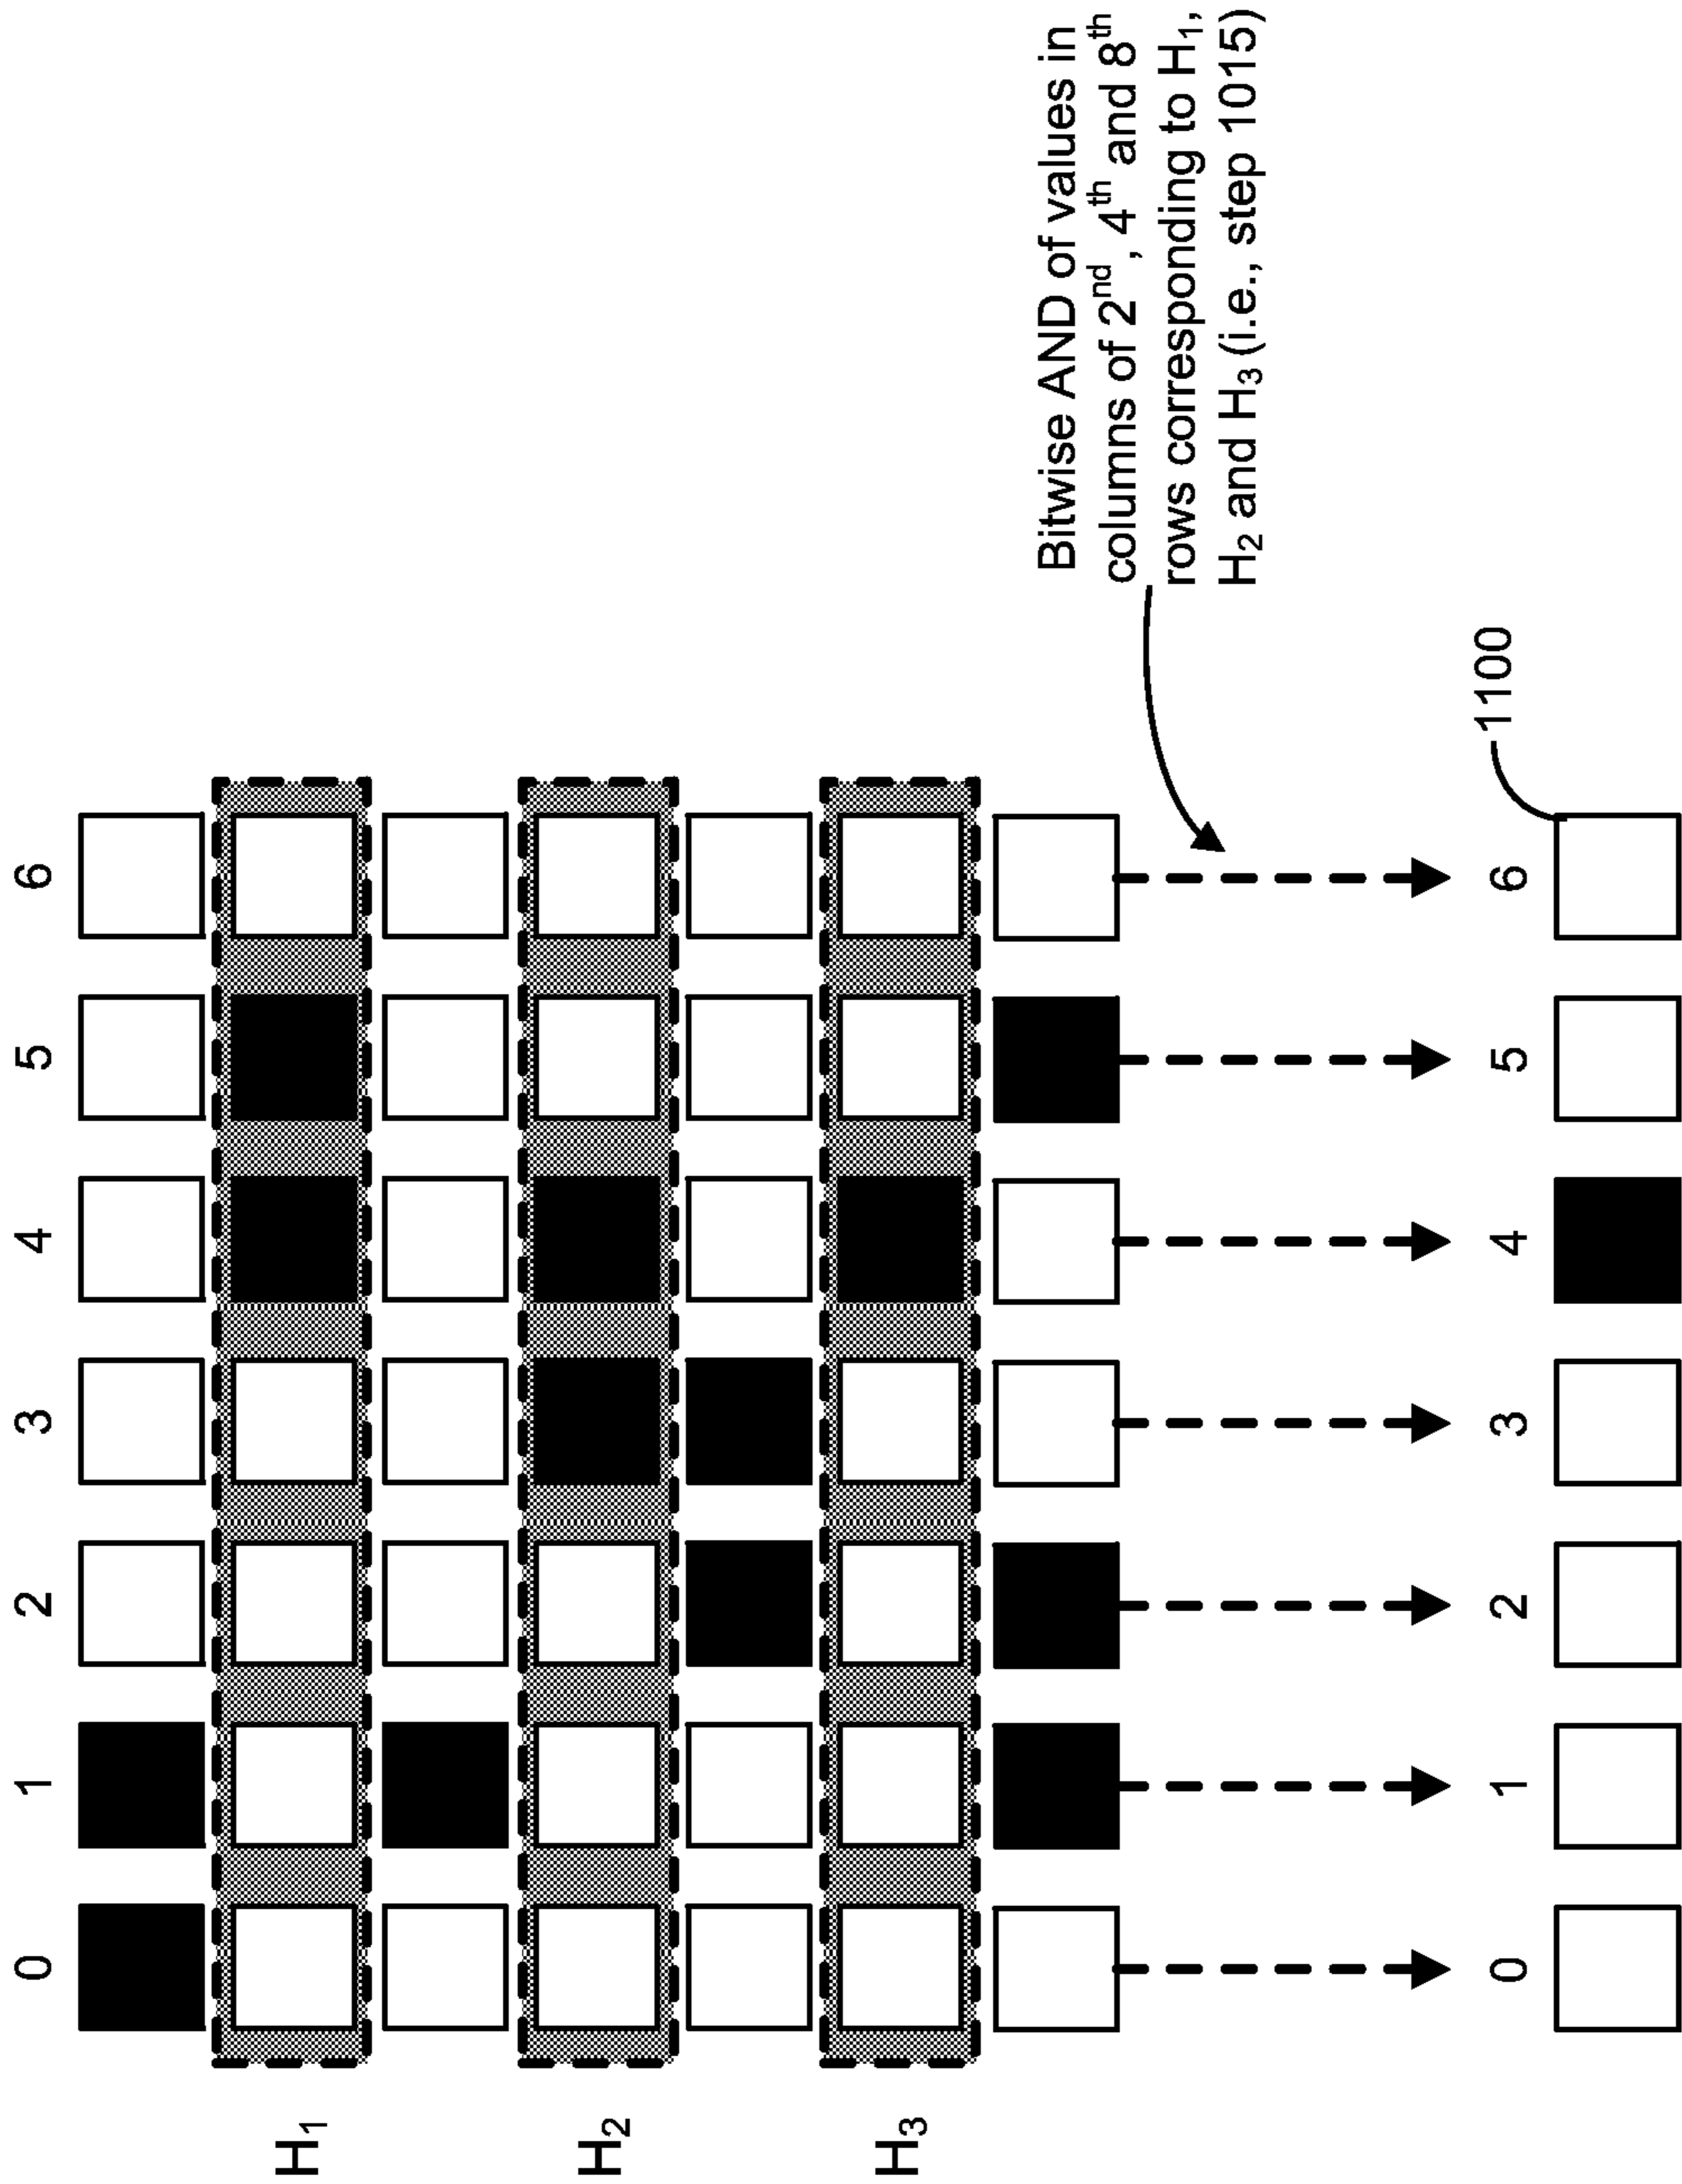 0 1 2 3 4 5 6
H₁
H₂
H₃
Bitwise AND of values in
columns of 2ⁿᵈ, 4ᵗʰ and 8ᵗʰ
rows corresponding to H₁,
H₂ and H₃ (i.e., step 1015)
1100
0 1 2 3 4 5 6